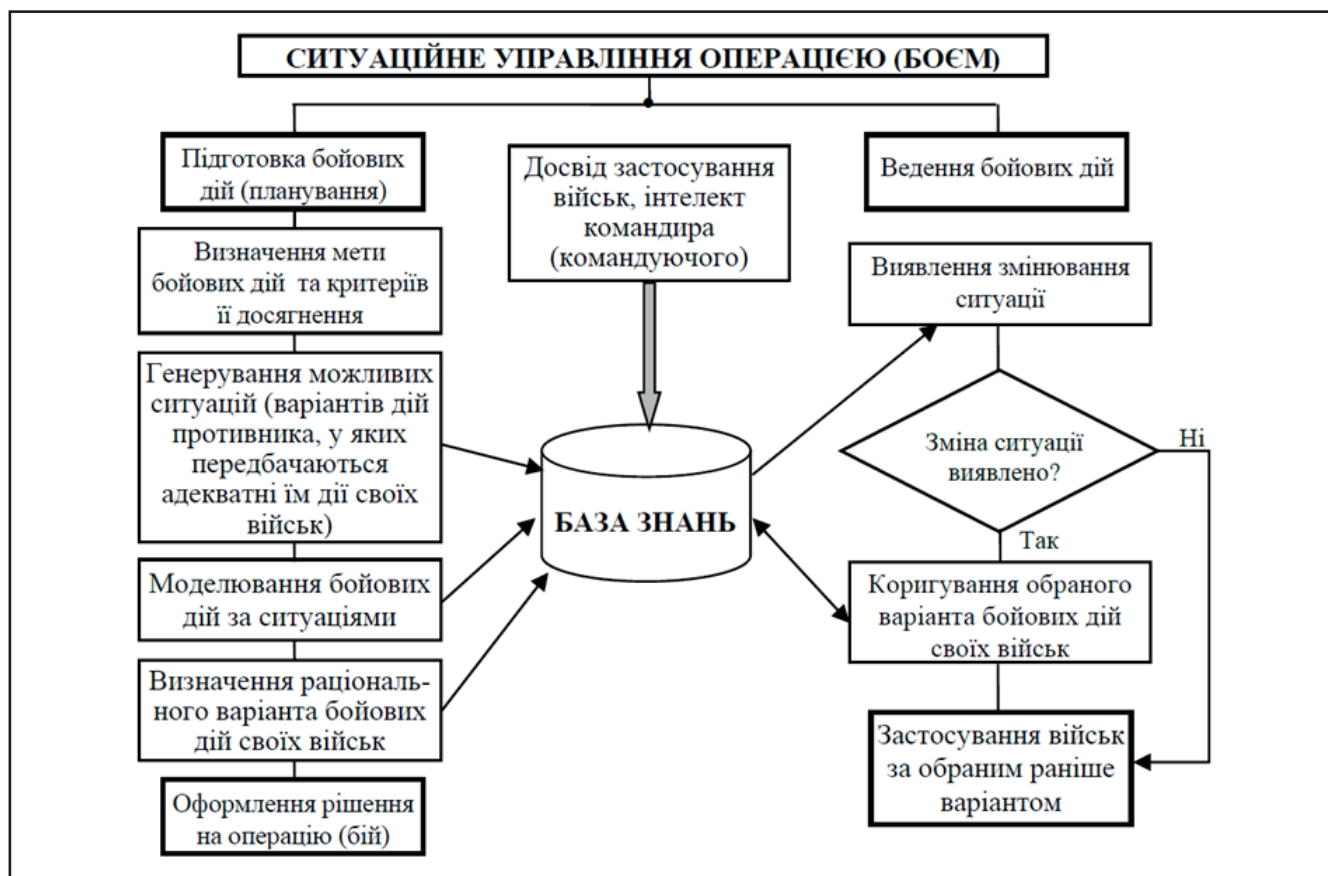 СИТУАЦІЙНЕ УПРАВЛІННЯ ОПЕРАЦІЄЮ (БОЄМ)
Підготовка бойових
дій (планування)
Визначення мети
бойових дій та критеріїв
її досягнення
Генерування можливих
ситуацій (варіантів дій
противника, у яких
передбачаються
адекватні їм дії своїх
військ)
Моделювання бойових
дій за ситуаціями
Визначення раціональ-
ного варіанта бойових
дій своїх військ
Оформлення рішення
на операцію (бій)
Досвід застосування
військ, інтелект
командира
(командуючого)
БАЗА ЗНАНЬ
Ведення бойових дій
Виявлення змінювання
ситуації
Зміна ситуації
виявлено?
Ні
Так
Коригування обраного
варіанта бойових дій
своїх військ
Застосування військ
за обраним раніше
варіантом